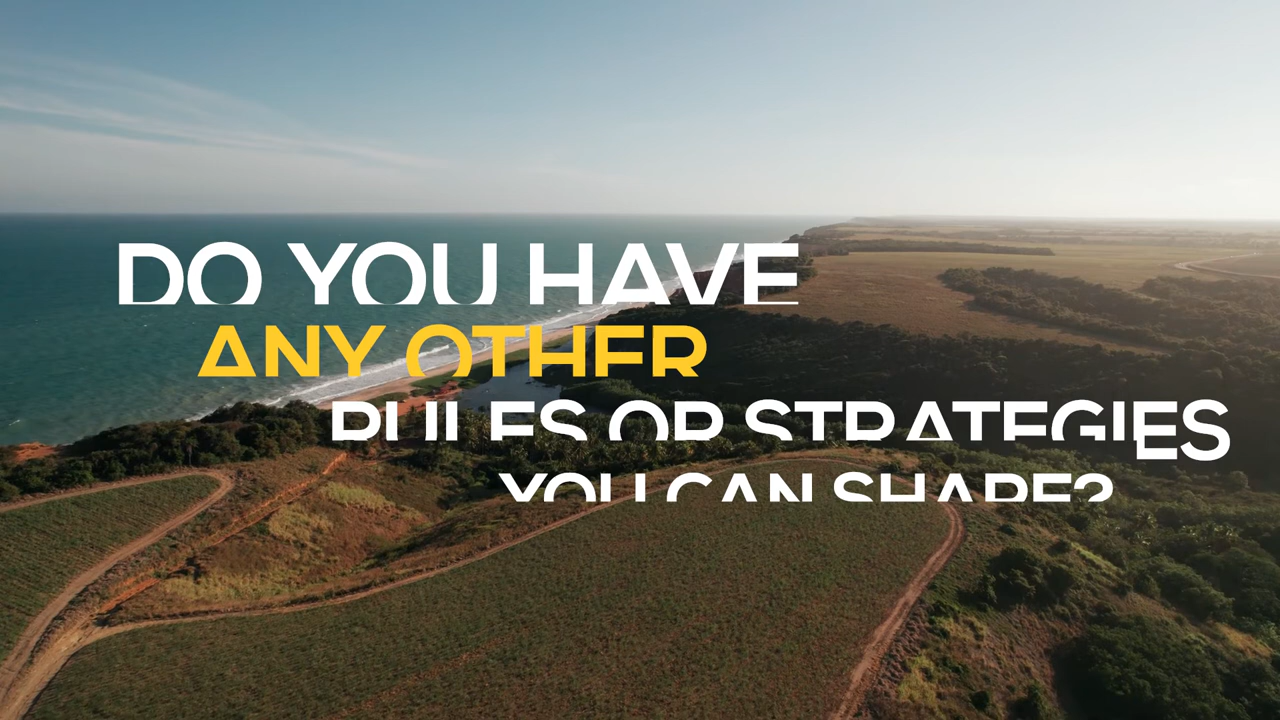 DO YOU HAVE
ANY OTHER
RULES OR STRATEGIES
YOU CAN SHARE?